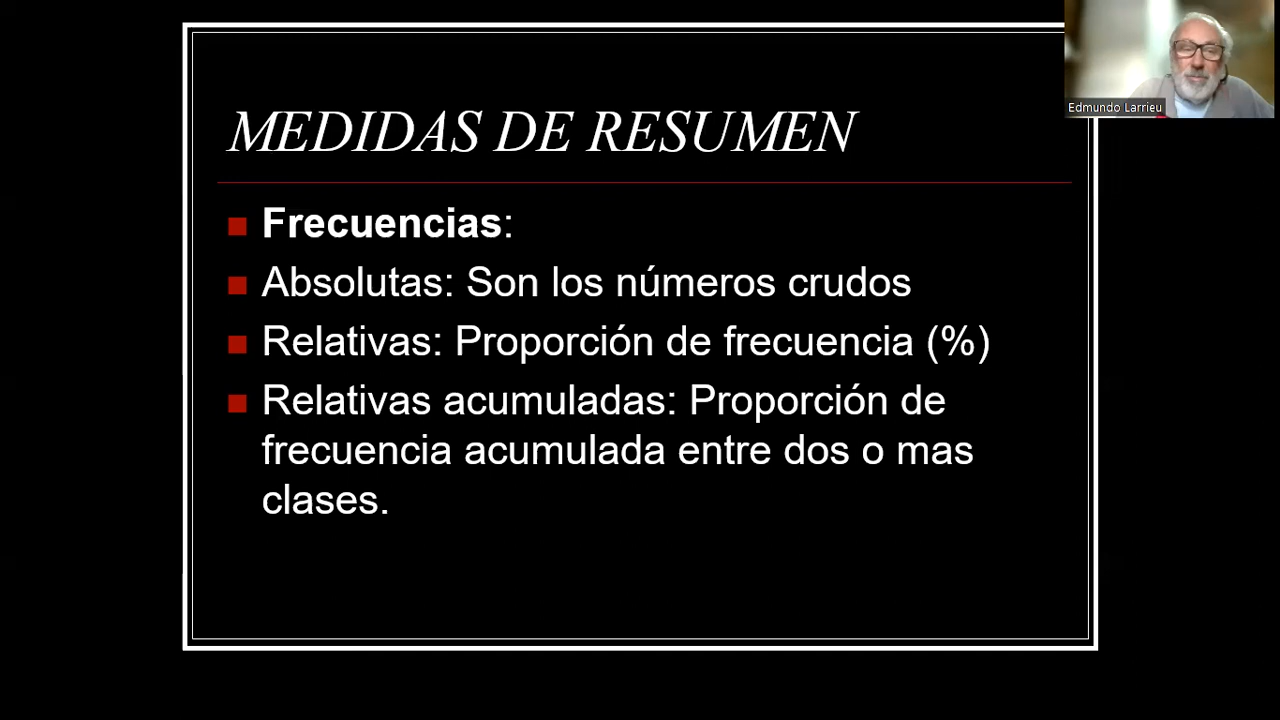 Edmundo Larrieu
MEDIDAS DE RESUMEN
Frecuencias:
Absolutas: Son los números crudos
Relativas: Proporción de frecuencia (%)
Relativas acumuladas: Proporción de
frecuencia acumulada entre dos o mas
clases.